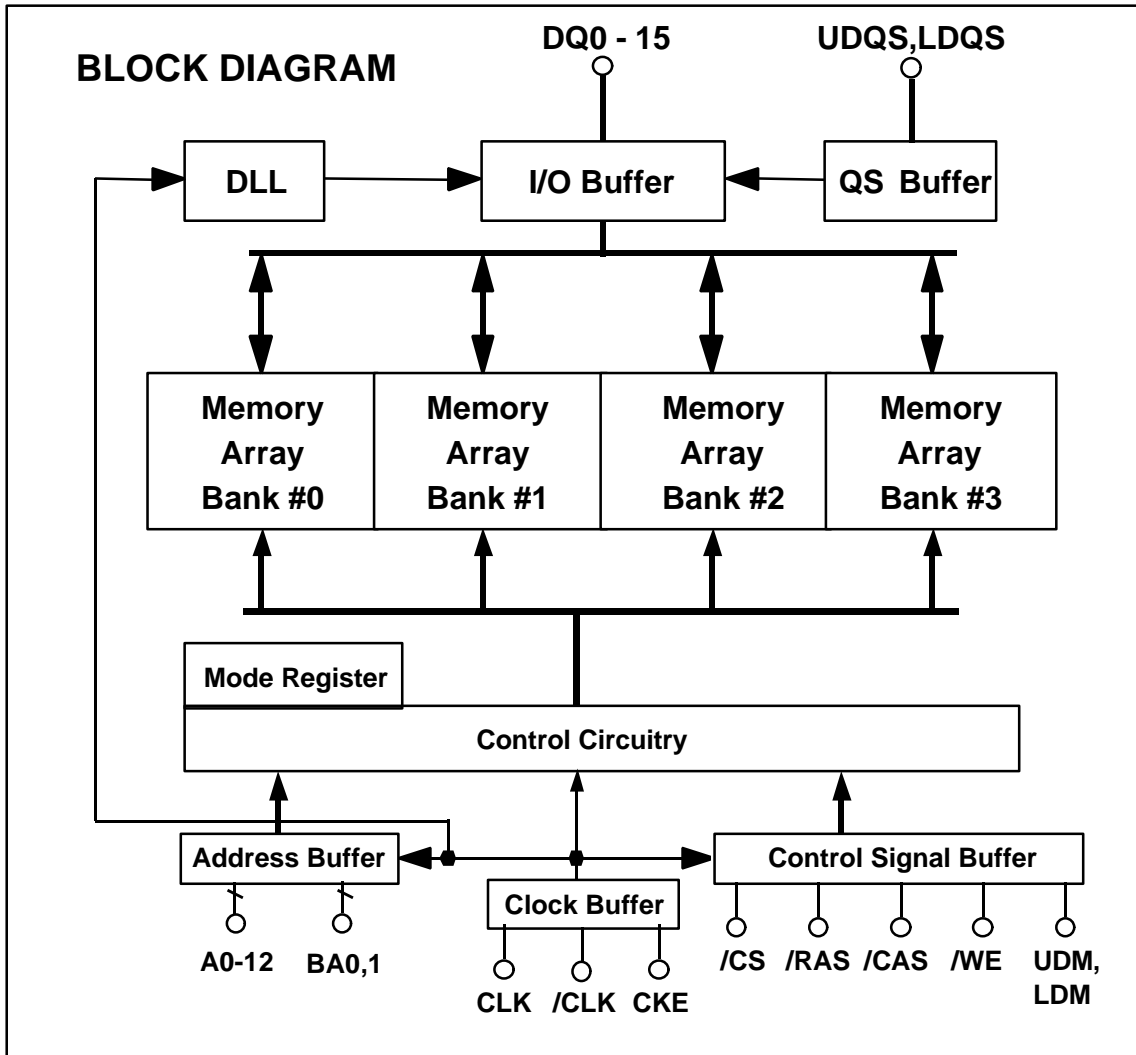 DQ0 - 15
UDQS,LDQS
BLOCK DIAGRAM
DLL
I/O Buffer
QS Buffer
Memory
Array
Bank #0
Memory
Array
Bank #1
Memory
Array
Bank #2
Memory
Array
Bank #3
Mode Register
Control Circuitry
Address Buffer
Control Signal Buffer
Clock Buffer
A0-12
BA0,1
CLK
/CLK
CKE
/CS
/RAS
/CAS
/WE
UDM,
LDM